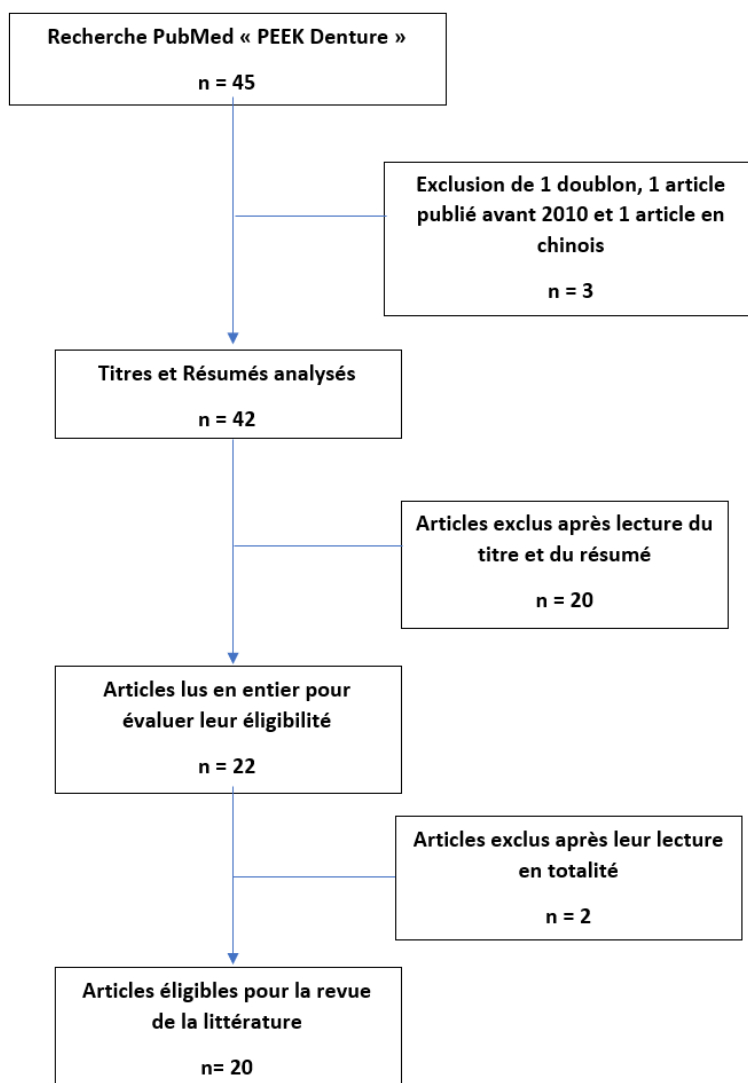 Recherche PubMed « PEEK Denture »
n = 45
Exclusion de 1 doublon, 1 article
publié avant 2010 et 1 article en
chinois
n = 3
Titres et Résumés analysés
n = 42
Articles exclus après lecture du
titre et du résumé
n = 20
Articles lus en entier pour
évaluer leur éligibilité
n = 22
Articles exclus après leur lecture
en totalité
n = 2
Articles éligibles pour la revue
de la littérature
n= 20